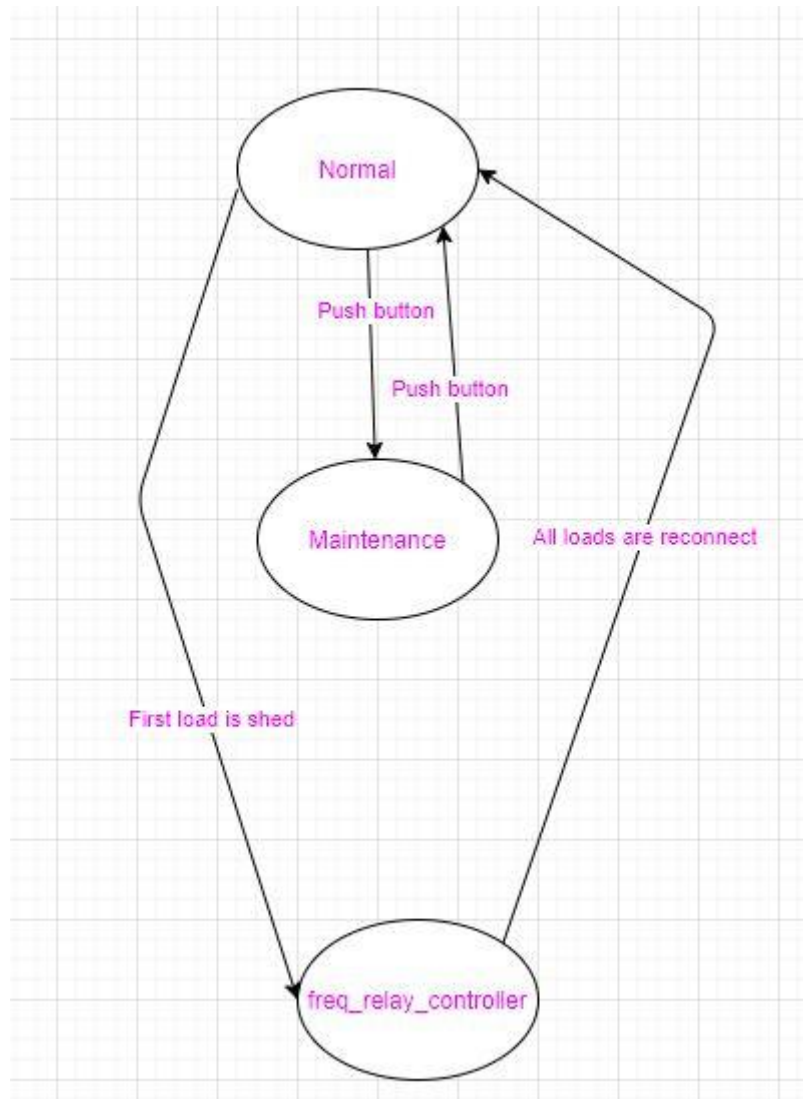 Normal
Push button
Push button
Maintenance
All loads are reconnect
First load is shed
freq_relay_controller